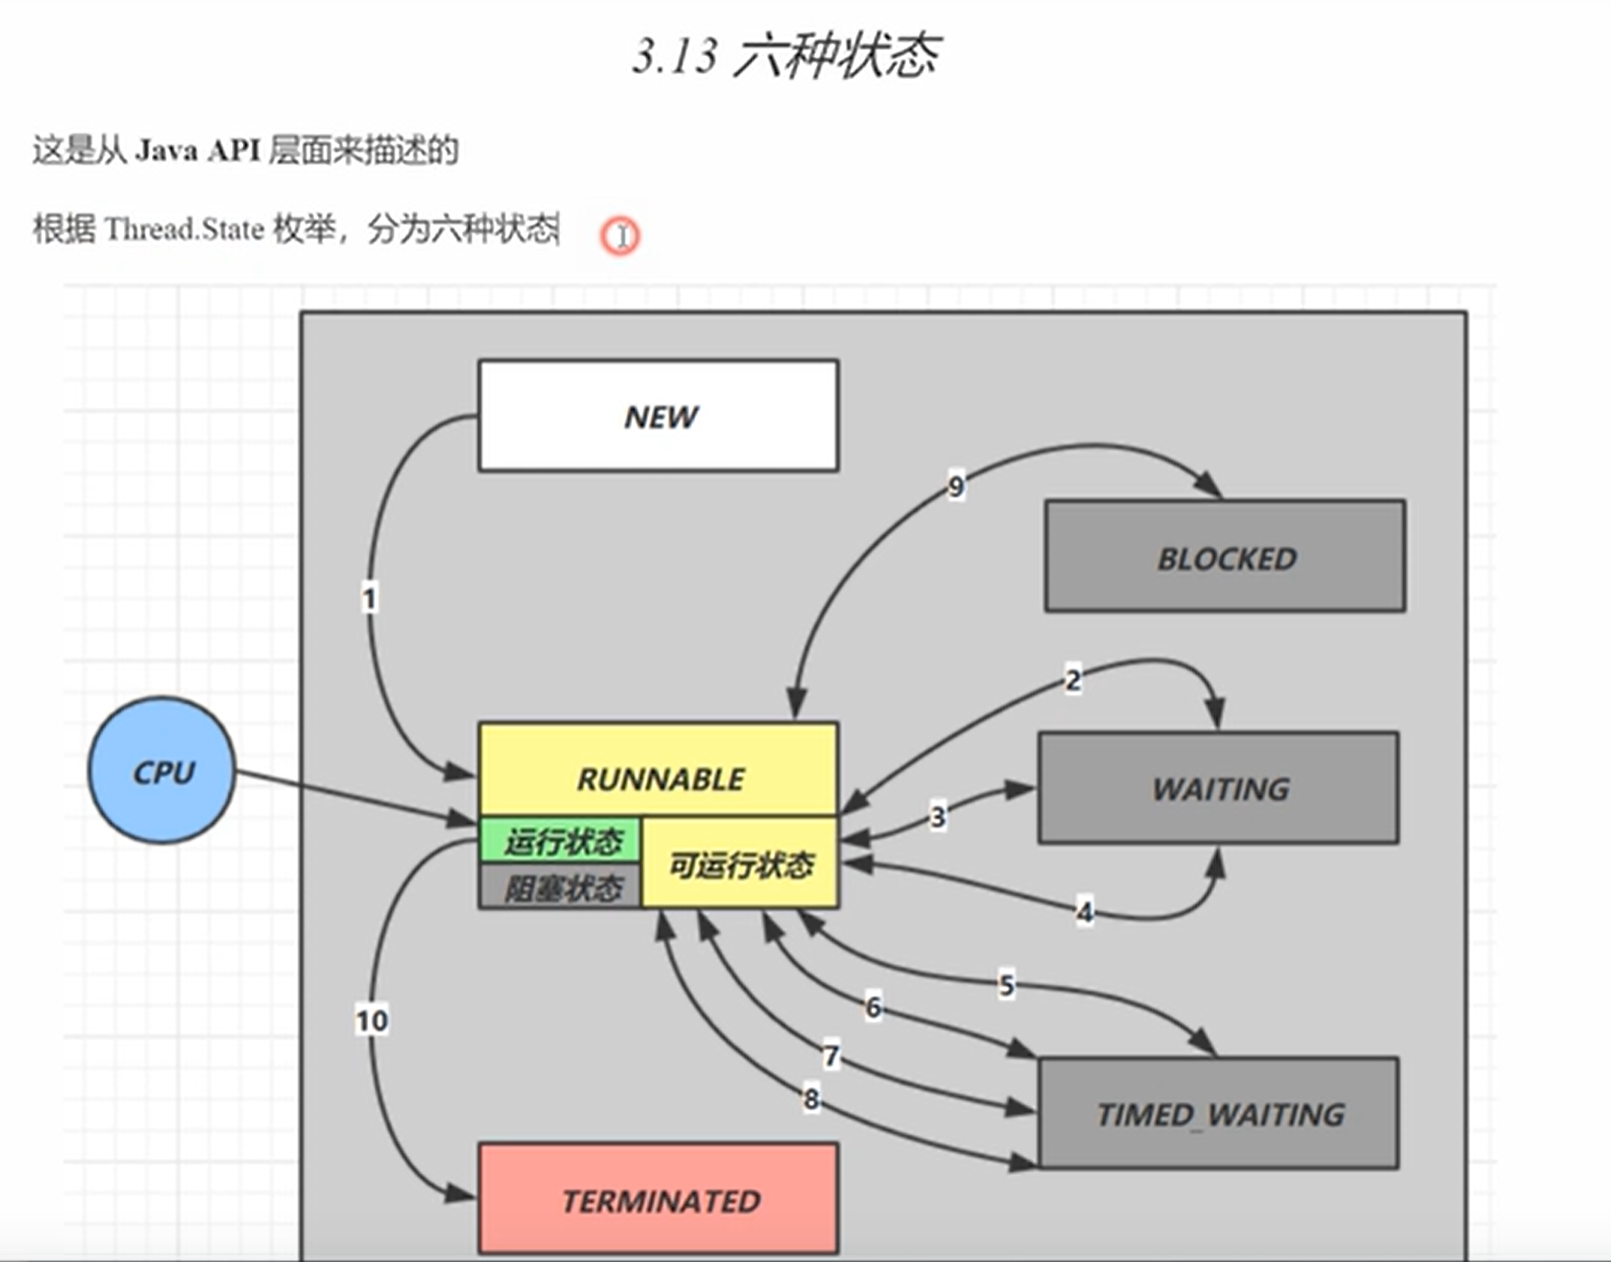 3.13 六种状态
这是从 Java API 层面来描述的
根据 Thread.State 枚举，分为六种状态
NEW
9
BLOCKED
1
2
CPU
RUNNABLE
WAITING
3
运行状态
可运行状态
阻塞状态
4
5
6
10
7
8
TIMED_WAITING
TERMINATED